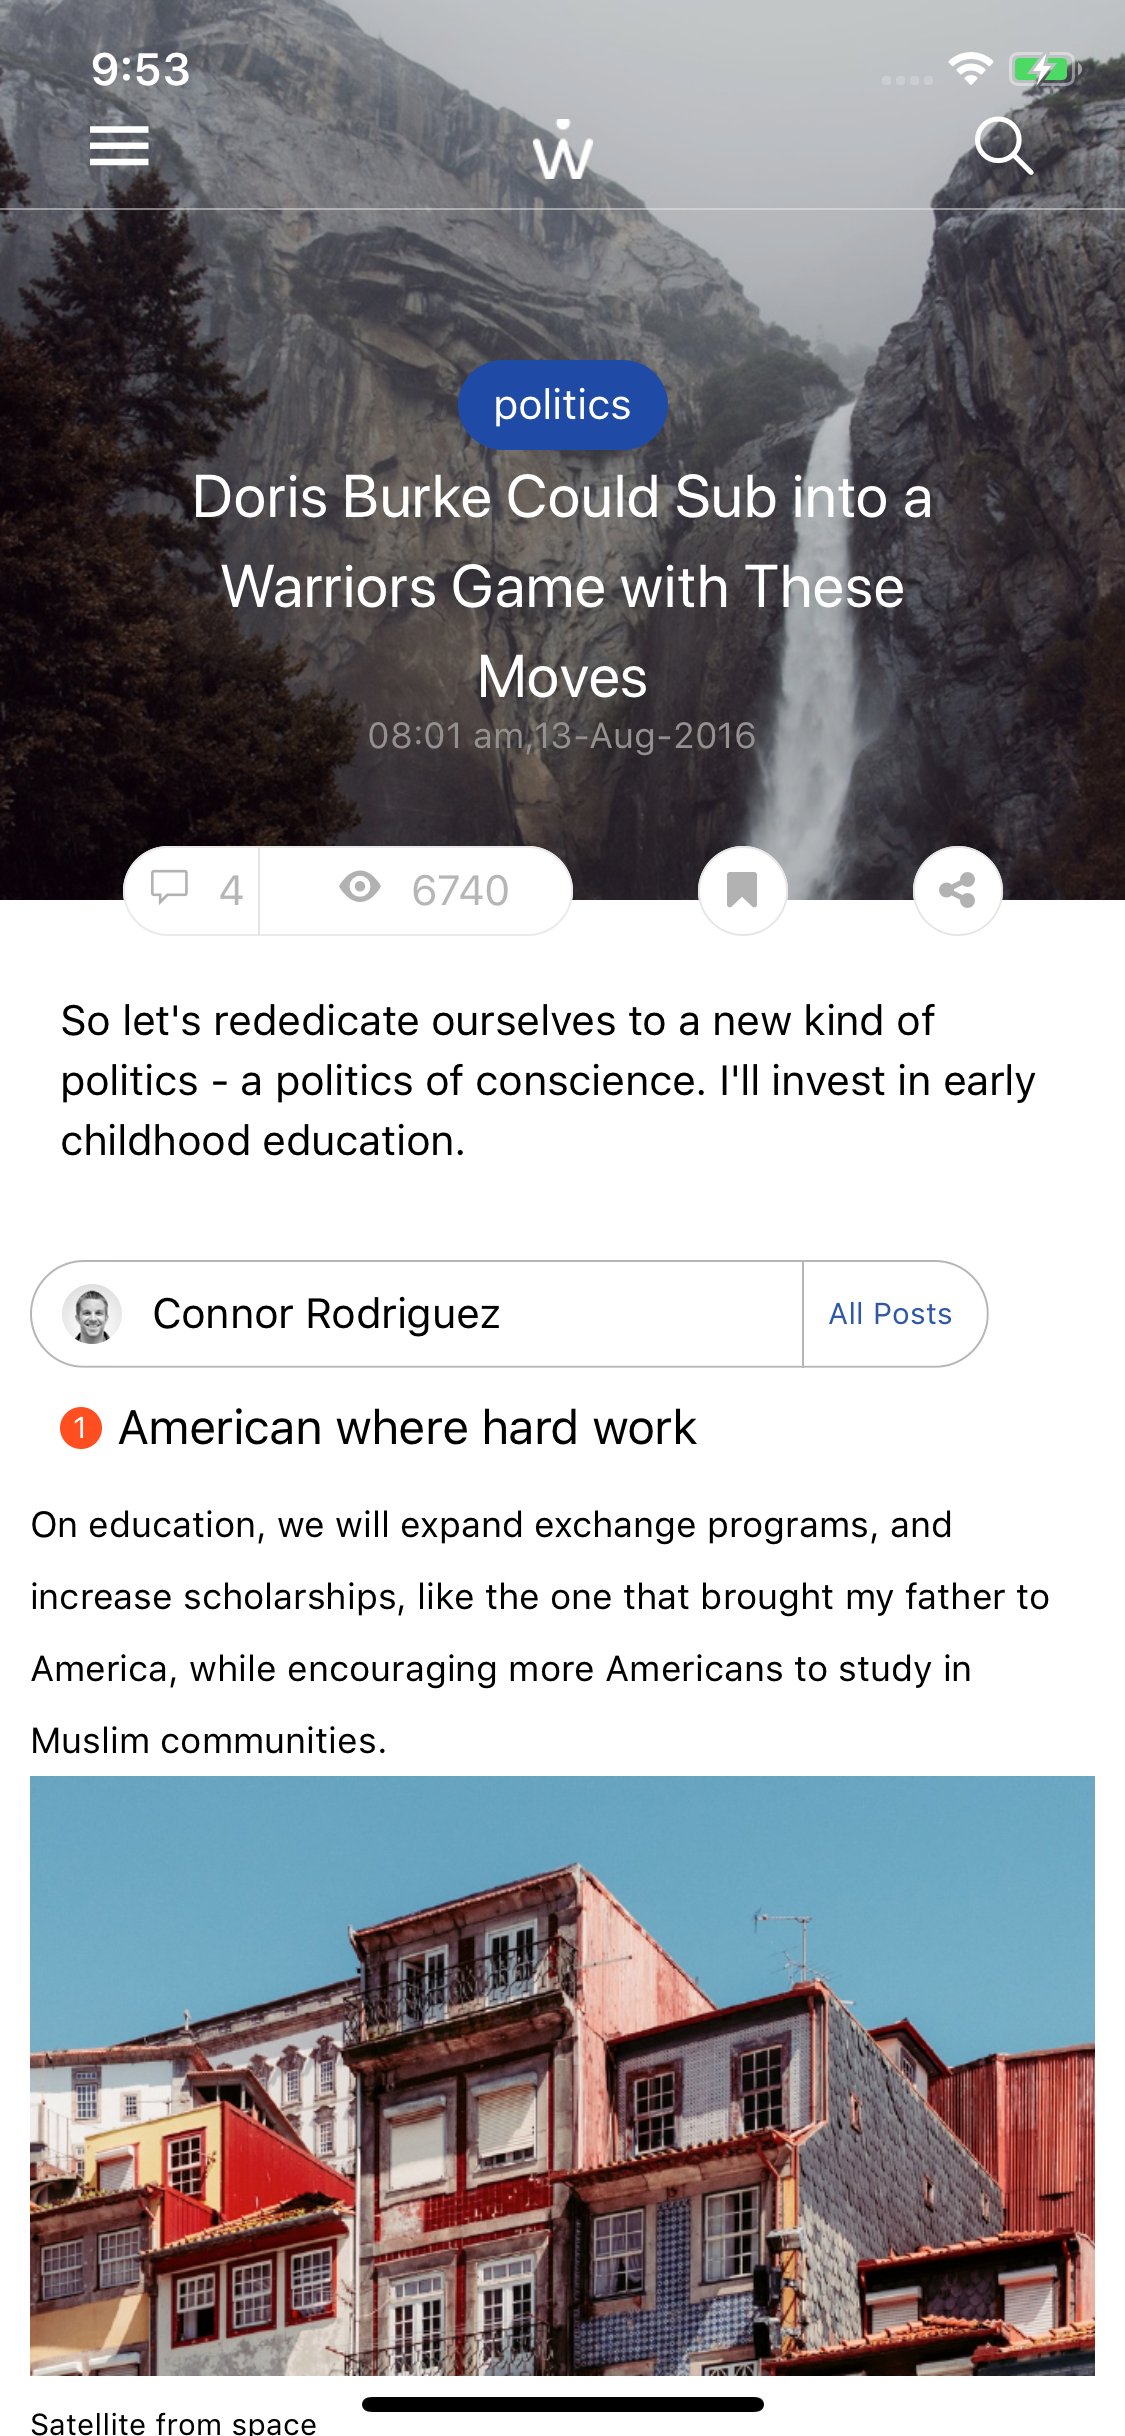 9:53
W
politics
Doris Burke Could Sub into a
Warriors Game with These
Moves
08:01 am,13-Aug-2016
4
6740
So let's rededicate ourselves to a new kind of
politics - a politics of conscience. I'll invest in early
childhood education.
Connor Rodriguez
All Posts
1 American where hard work
On education, we will expand exchange programs, and
increase scholarships, like the one that brought my father to
America, while encouraging more Americans to study in
Muslim communities.
Satellite from space